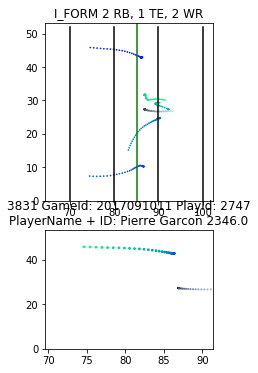 I_FORM 2 RB, 1 TE, 2 WR
50
40
30
20
10
0
70 80 90 100
3831 GameId: 2017091011 PlayId: 2747
PlayerName + ID: Pierre Garcon 2346.0
40
20
0
70 75 80 85 90